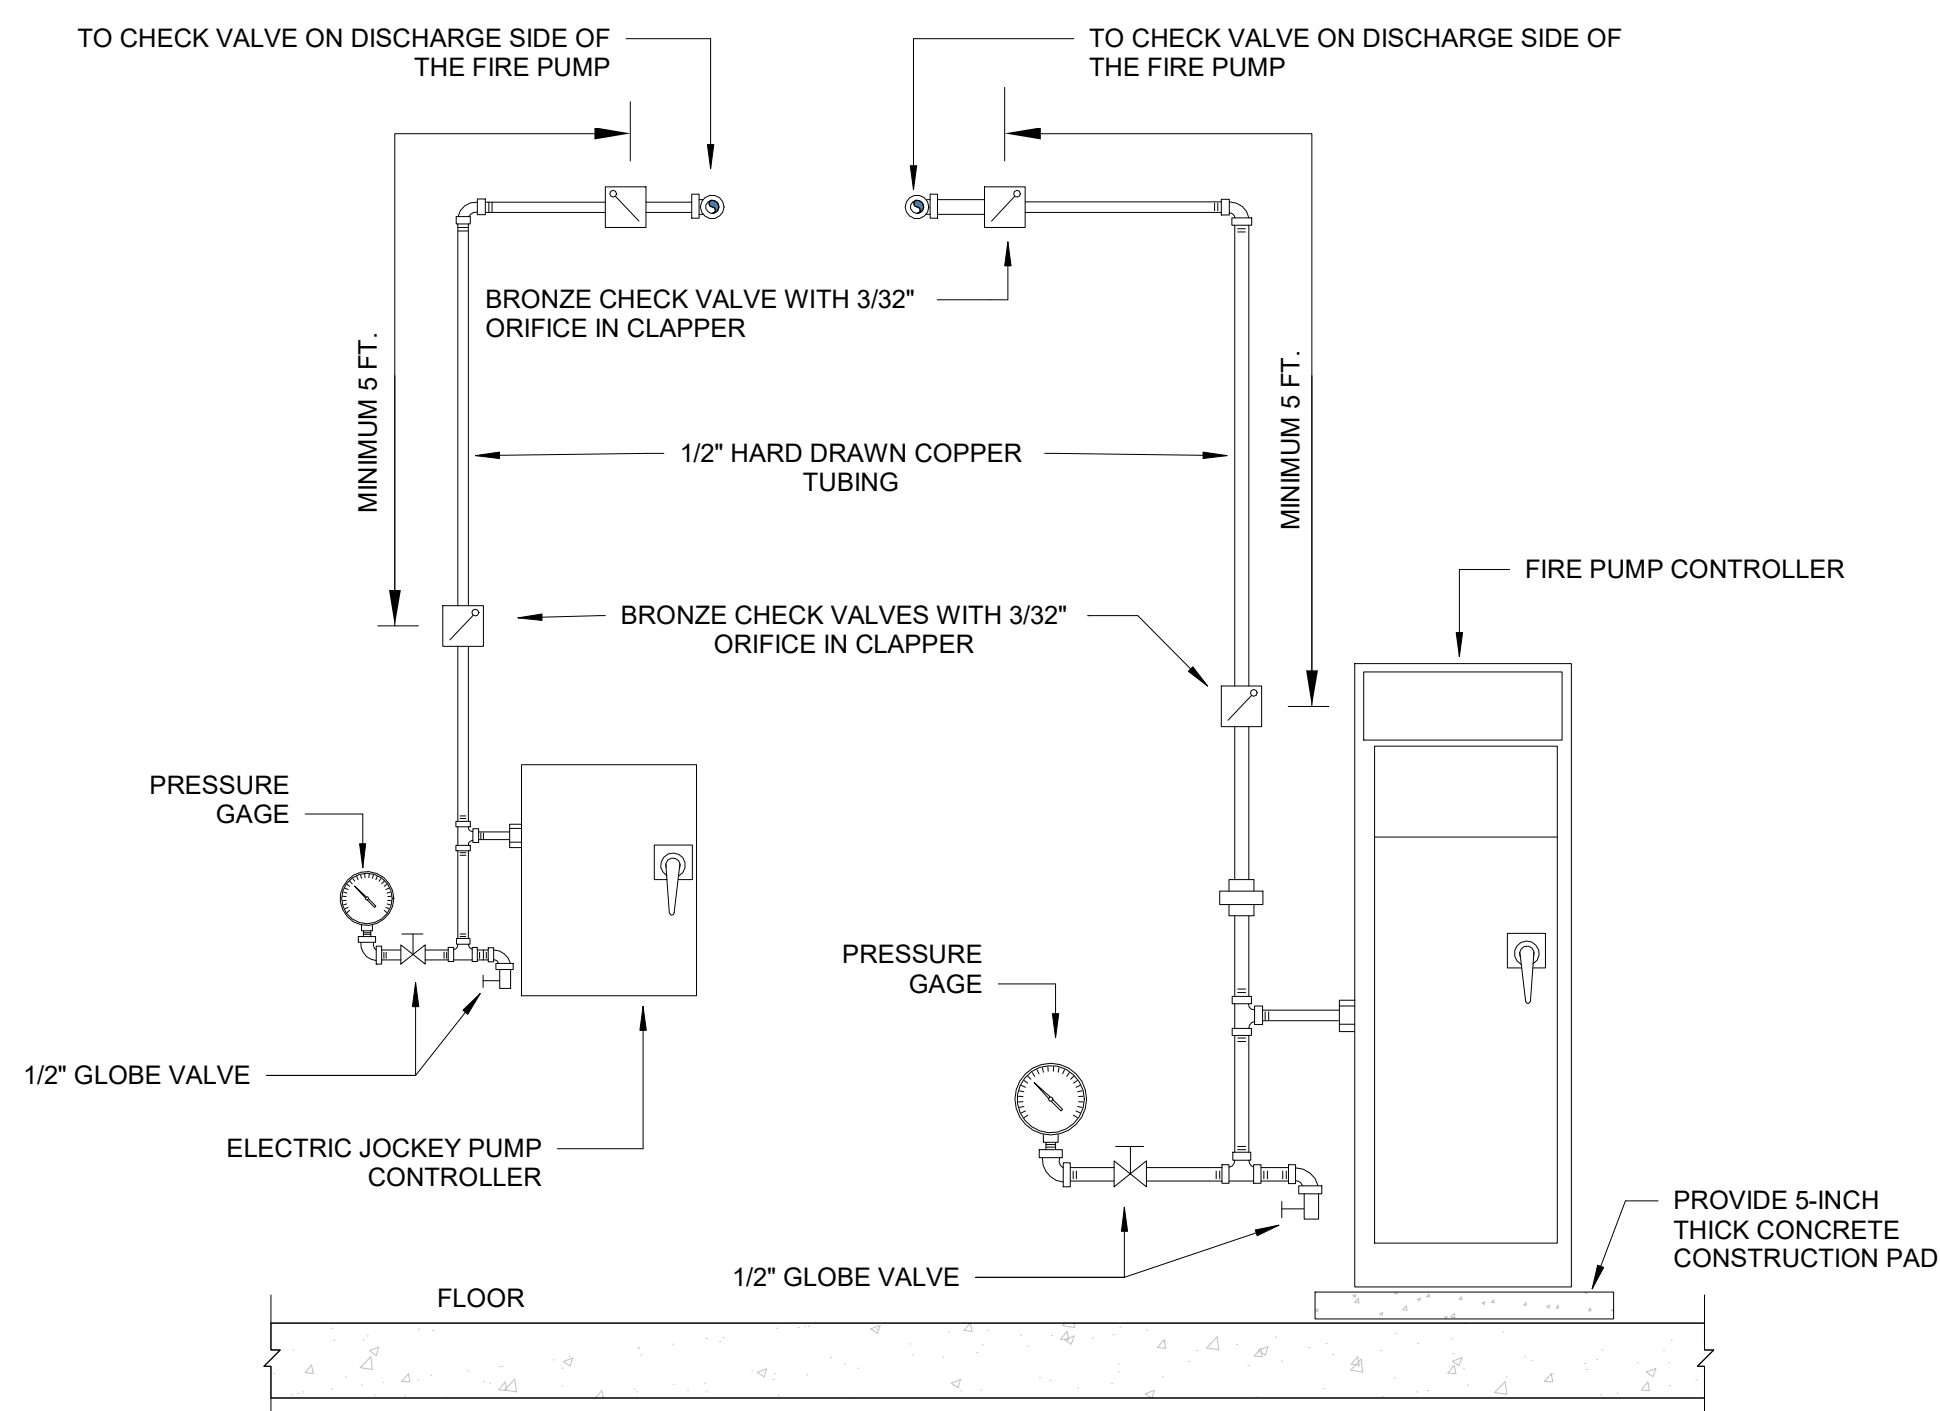 TO CHECK VALVE ON DISCHARGE SIDE OF
THE FIRE PUMP
TO CHECK VALVE ON DISCHARGE SIDE OF
THE FIRE PUMP
BRONZE CHECK VALVE WITH 3/32"
ORIFICE IN CLAPPER
MINIMUM 5 FT.
MINIMUM 5 FT.
1/2" HARD DRAWN COPPER
TUBING
FIRE PUMP CONTROLLER
BRONZE CHECK VALVES WITH 3/32"
ORIFICE IN CLAPPER
PRESSURE
GAGE
PRESSURE
GAGE
1/2" GLOBE VALVE
ELECTRIC JOCKEY PUMP
CONTROLLER
PROVIDE 5-INCH
THICK CONCRETE
CONSTRUCTION PAD
1/2" GLOBE VALVE
FLOOR